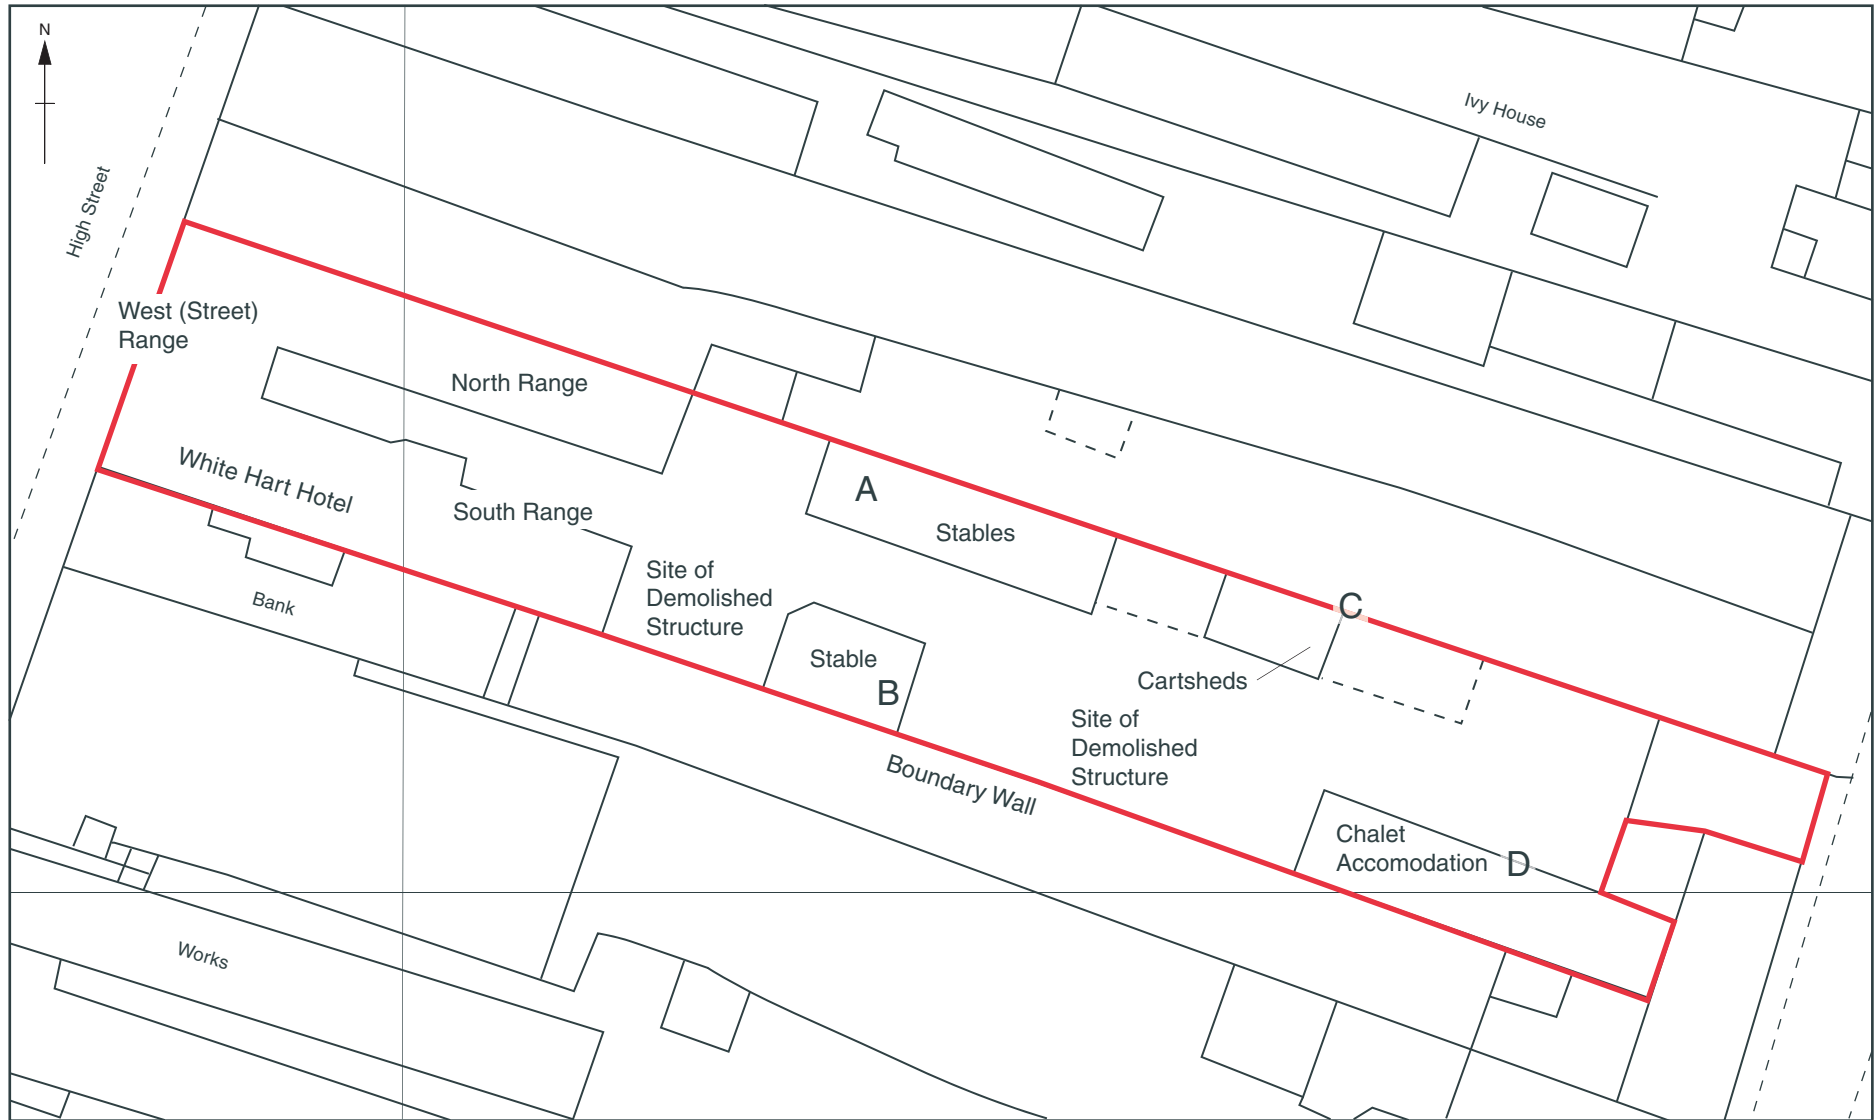 N
Ivy House
High Street
West (Street)
Range
North Range
White Hart Hotel
South Range
A
Stables
Site of
Demolished
Structure
Bank
C
Stable
B
Cartsheds
Site of
Demolished
Structure
Boundary Wall
Chalet
Accomodation
D
Works